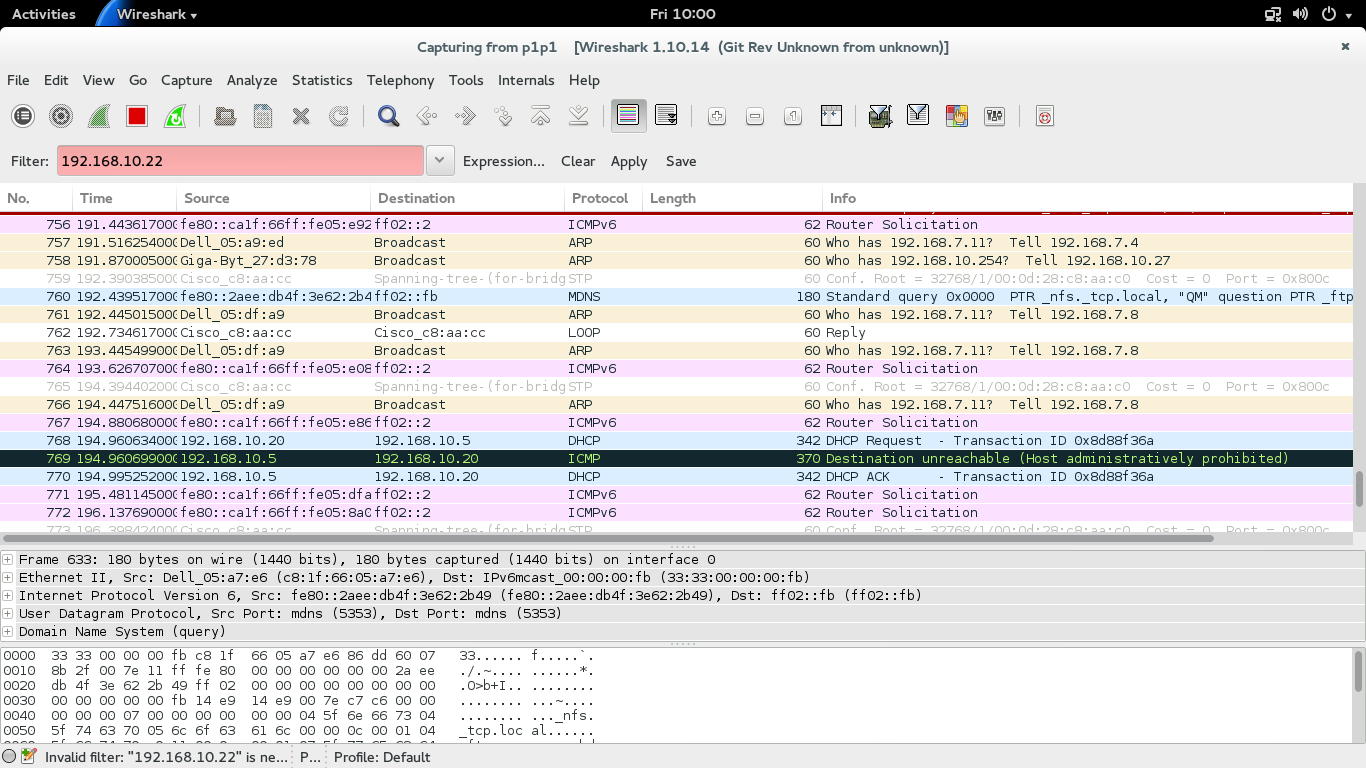 Activities Wireshark Fri 10:00
Capturing from p1p1 [Wireshark 1.10.14 (Git Rev Unknown from unknown)]
File Edit View Go Capture Analyze Statistics Telephony Tools Internals Help
Filter: 192.168.10.22 Expression... Clear Apply Save
No. Time Source Destination Protocol Length Info
756 191.443617000 fe80::ca1f:66ff:fe05:e92 ff02::2 ICMPv6 62 Router Solicitation
757 191.516254000 Dell_05:a9:ed Broadcast ARP 60 Who has 192.168.7.11? Tell 192.168.7.4
758 191.870005000 Giga-Byt_27:d3:78 Broadcast ARP 60 Who has 192.168.10.254? Tell 192.168.10.27
759 192.390385000 Cisco_c8:aa:cc Spanning-tree-(for-bridg STP 60 Conf. Root = 32768/1/00:0d:28:c8:aa:c0 Cost = 0 Port = 0x800c
760 192.439517000 fe80::2aee:db4f:3e62:2b4 ff02::fb MDNS 180 Standard query 0x0000 PTR _nfs._tcp.local, "QM" question PTR _ftp
761 192.445015000 Dell_05:df:a9 Broadcast ARP 60 Who has 192.168.7.11? Tell 192.168.7.8
762 192.734617000 Cisco_c8:aa:cc Cisco_c8:aa:cc LOOP 60 Reply
763 193.445499000 Dell_05:df:a9 Broadcast ARP 60 Who has 192.168.7.11? Tell 192.168.7.8
764 193.626707000 fe80::ca1f:66ff:fe05:e08 ff02::2 ICMPv6 62 Router Solicitation
765 194.394402000 Cisco_c8:aa:cc Spanning-tree-(for-bridg STP 60 Conf. Root = 32768/1/00:0d:28:c8:aa:c0 Cost = 0 Port = 0x800c
766 194.447516000 Dell_05:df:a9 Broadcast ARP 60 Who has 192.168.7.11? Tell 192.168.7.8
767 194.880680000 fe80::ca1f:66ff:fe05:e86 ff02::2 ICMPv6 62 Router Solicitation
768 194.960634000 192.168.10.20 192.168.10.5 DHCP 342 DHCP Request - Transaction ID 0x8d88f36a
769 194.960699000 192.168.10.5 192.168.10.20 ICMP 370 Destination unreachable (Host administratively prohibited)
770 194.995252000 192.168.10.5 192.168.10.20 DHCP 342 DHCP ACK - Transaction ID 0x8d88f36a
771 195.481145000 fe80::ca1f:66ff:fe05:dfa ff02::2 ICMPv6 62 Router Solicitation
772 196.137690000 fe80::ca1f:66ff:fe05:8a0 ff02::2 ICMPv6 62 Router Solicitation
773 196.398424000 Cisco_c8:aa:cc Spanning-tree-(for-bridg STP 60 Conf. Root = 32768/1/00:0d:28:c8:aa:c0 Cost = 0 Port = 0x800c
Frame 633: 180 bytes on wire (1440 bits), 180 bytes captured (1440 bits) on interface 0
Ethernet II, Src: Dell_05:a7:e6 (c8:1f:66:05:a7:e6), Dst: IPv6mcast_00:00:00:fb (33:33:00:00:00:fb)
Internet Protocol Version 6, Src: fe80::2aee:db4f:3e62:2b49 (fe80::2aee:db4f:3e62:2b49), Dst: ff02::fb (ff02::fb)
User Datagram Protocol, Src Port: mdns (5353), Dst Port: mdns (5353)
Domain Name System (query)
0000 33 33 00 00 00 fb c8 1f 66 05 a7 e6 86 dd 60 07 33...... f.....`.
0010 8b 2f 00 7e 11 ff fe 80 00 00 00 00 00 00 2a ee ./.~.... ......*.
0020 db 4f 3e 62 2b 49 ff 02 00 00 00 00 00 00 00 00 .O>b+I.. ........
0030 00 00 00 00 00 fb 14 e9 14 e9 00 7e c7 c6 00 00 ........ ...~....
0040 00 00 00 07 00 00 00 00 00 00 04 5f 6e 66 73 04 ........ ..._nfs.
0050 5f 74 63 70 05 6c 6f 63 61 6c 00 00 0c 00 01 04 _tcp.loc al......
Invalid filter: "192.168.10.22" is ne... P... Profile: Default